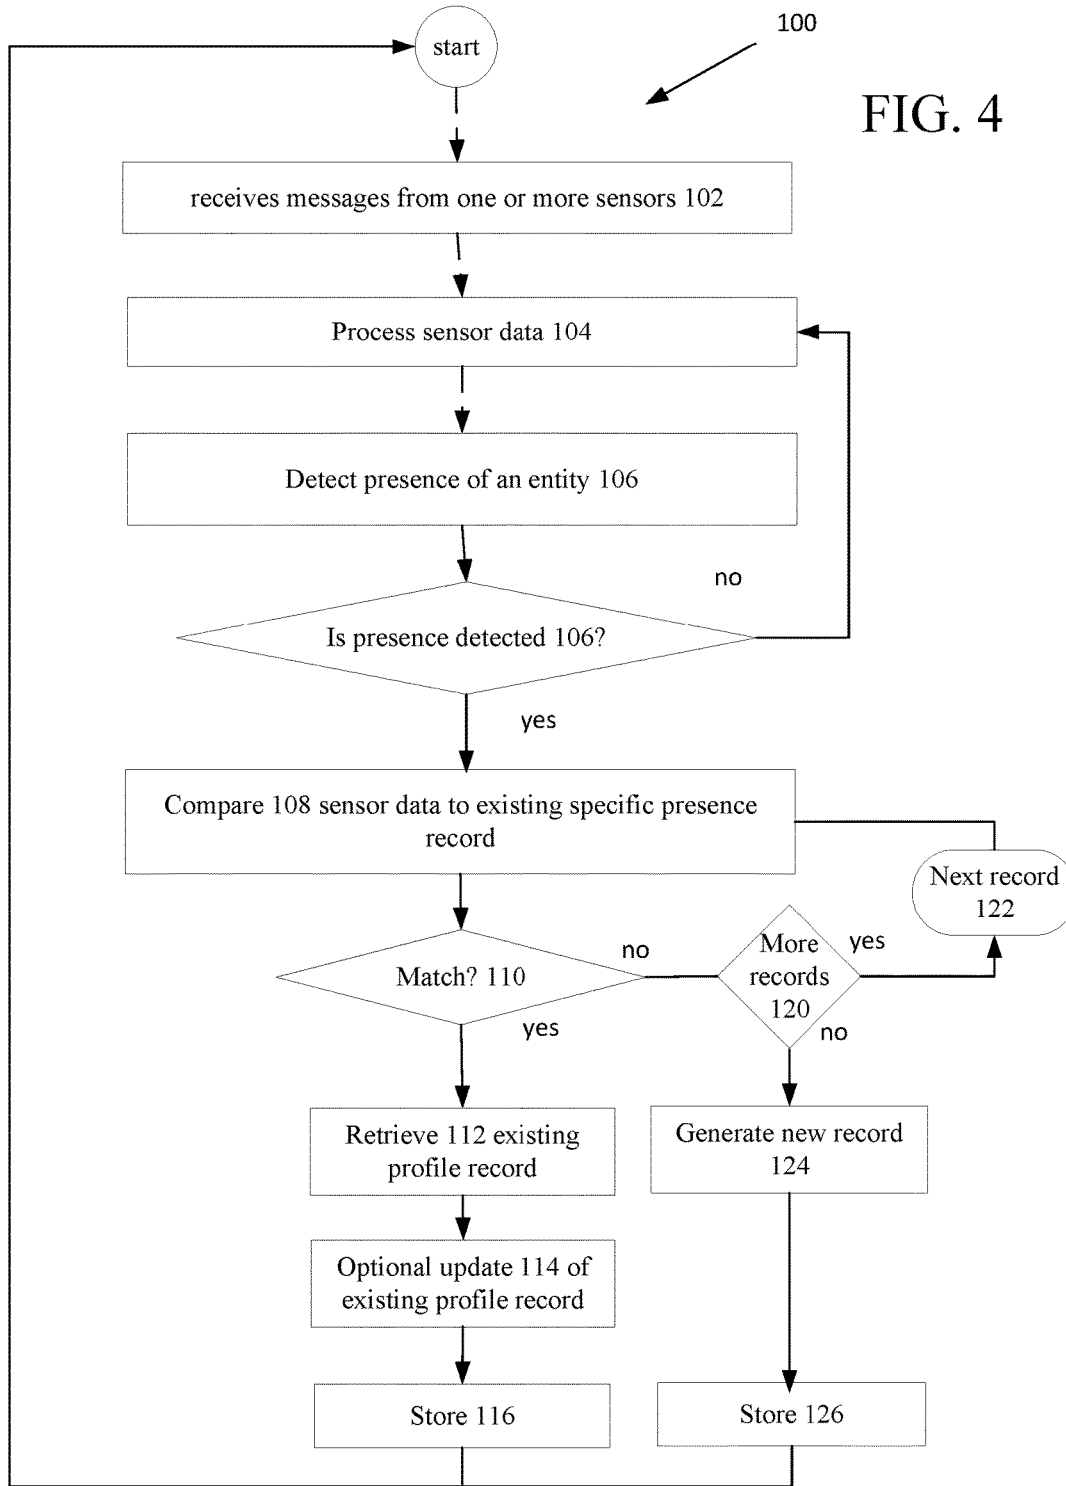 start
100
FIG. 4
receives messages from one or more sensors 102
Process sensor data 104
Detect presence of an entity 106
no
Is presence detected 106?
yes
Compare 108 sensor data to existing specific presence
record
Next record
122
Match? 110
no
More
records
120
yes
yes
no
Retrieve 112 existing
profile record
Generate new record
124
Optional update 114 of
existing profile record
Store 116
Store 126